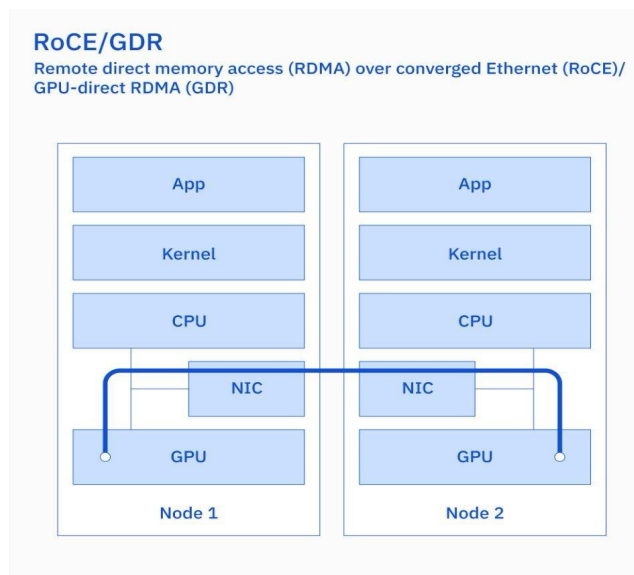 RoCE/GDR
Remote direct memory access (RDMA) over converged Ethernet (RoCE)/
GPU-direct RDMA (GDR)
App
App
Kernel
Kernel
CPU
CPU
NIC
NIC
GPU
GPU
Node 1
Node 2